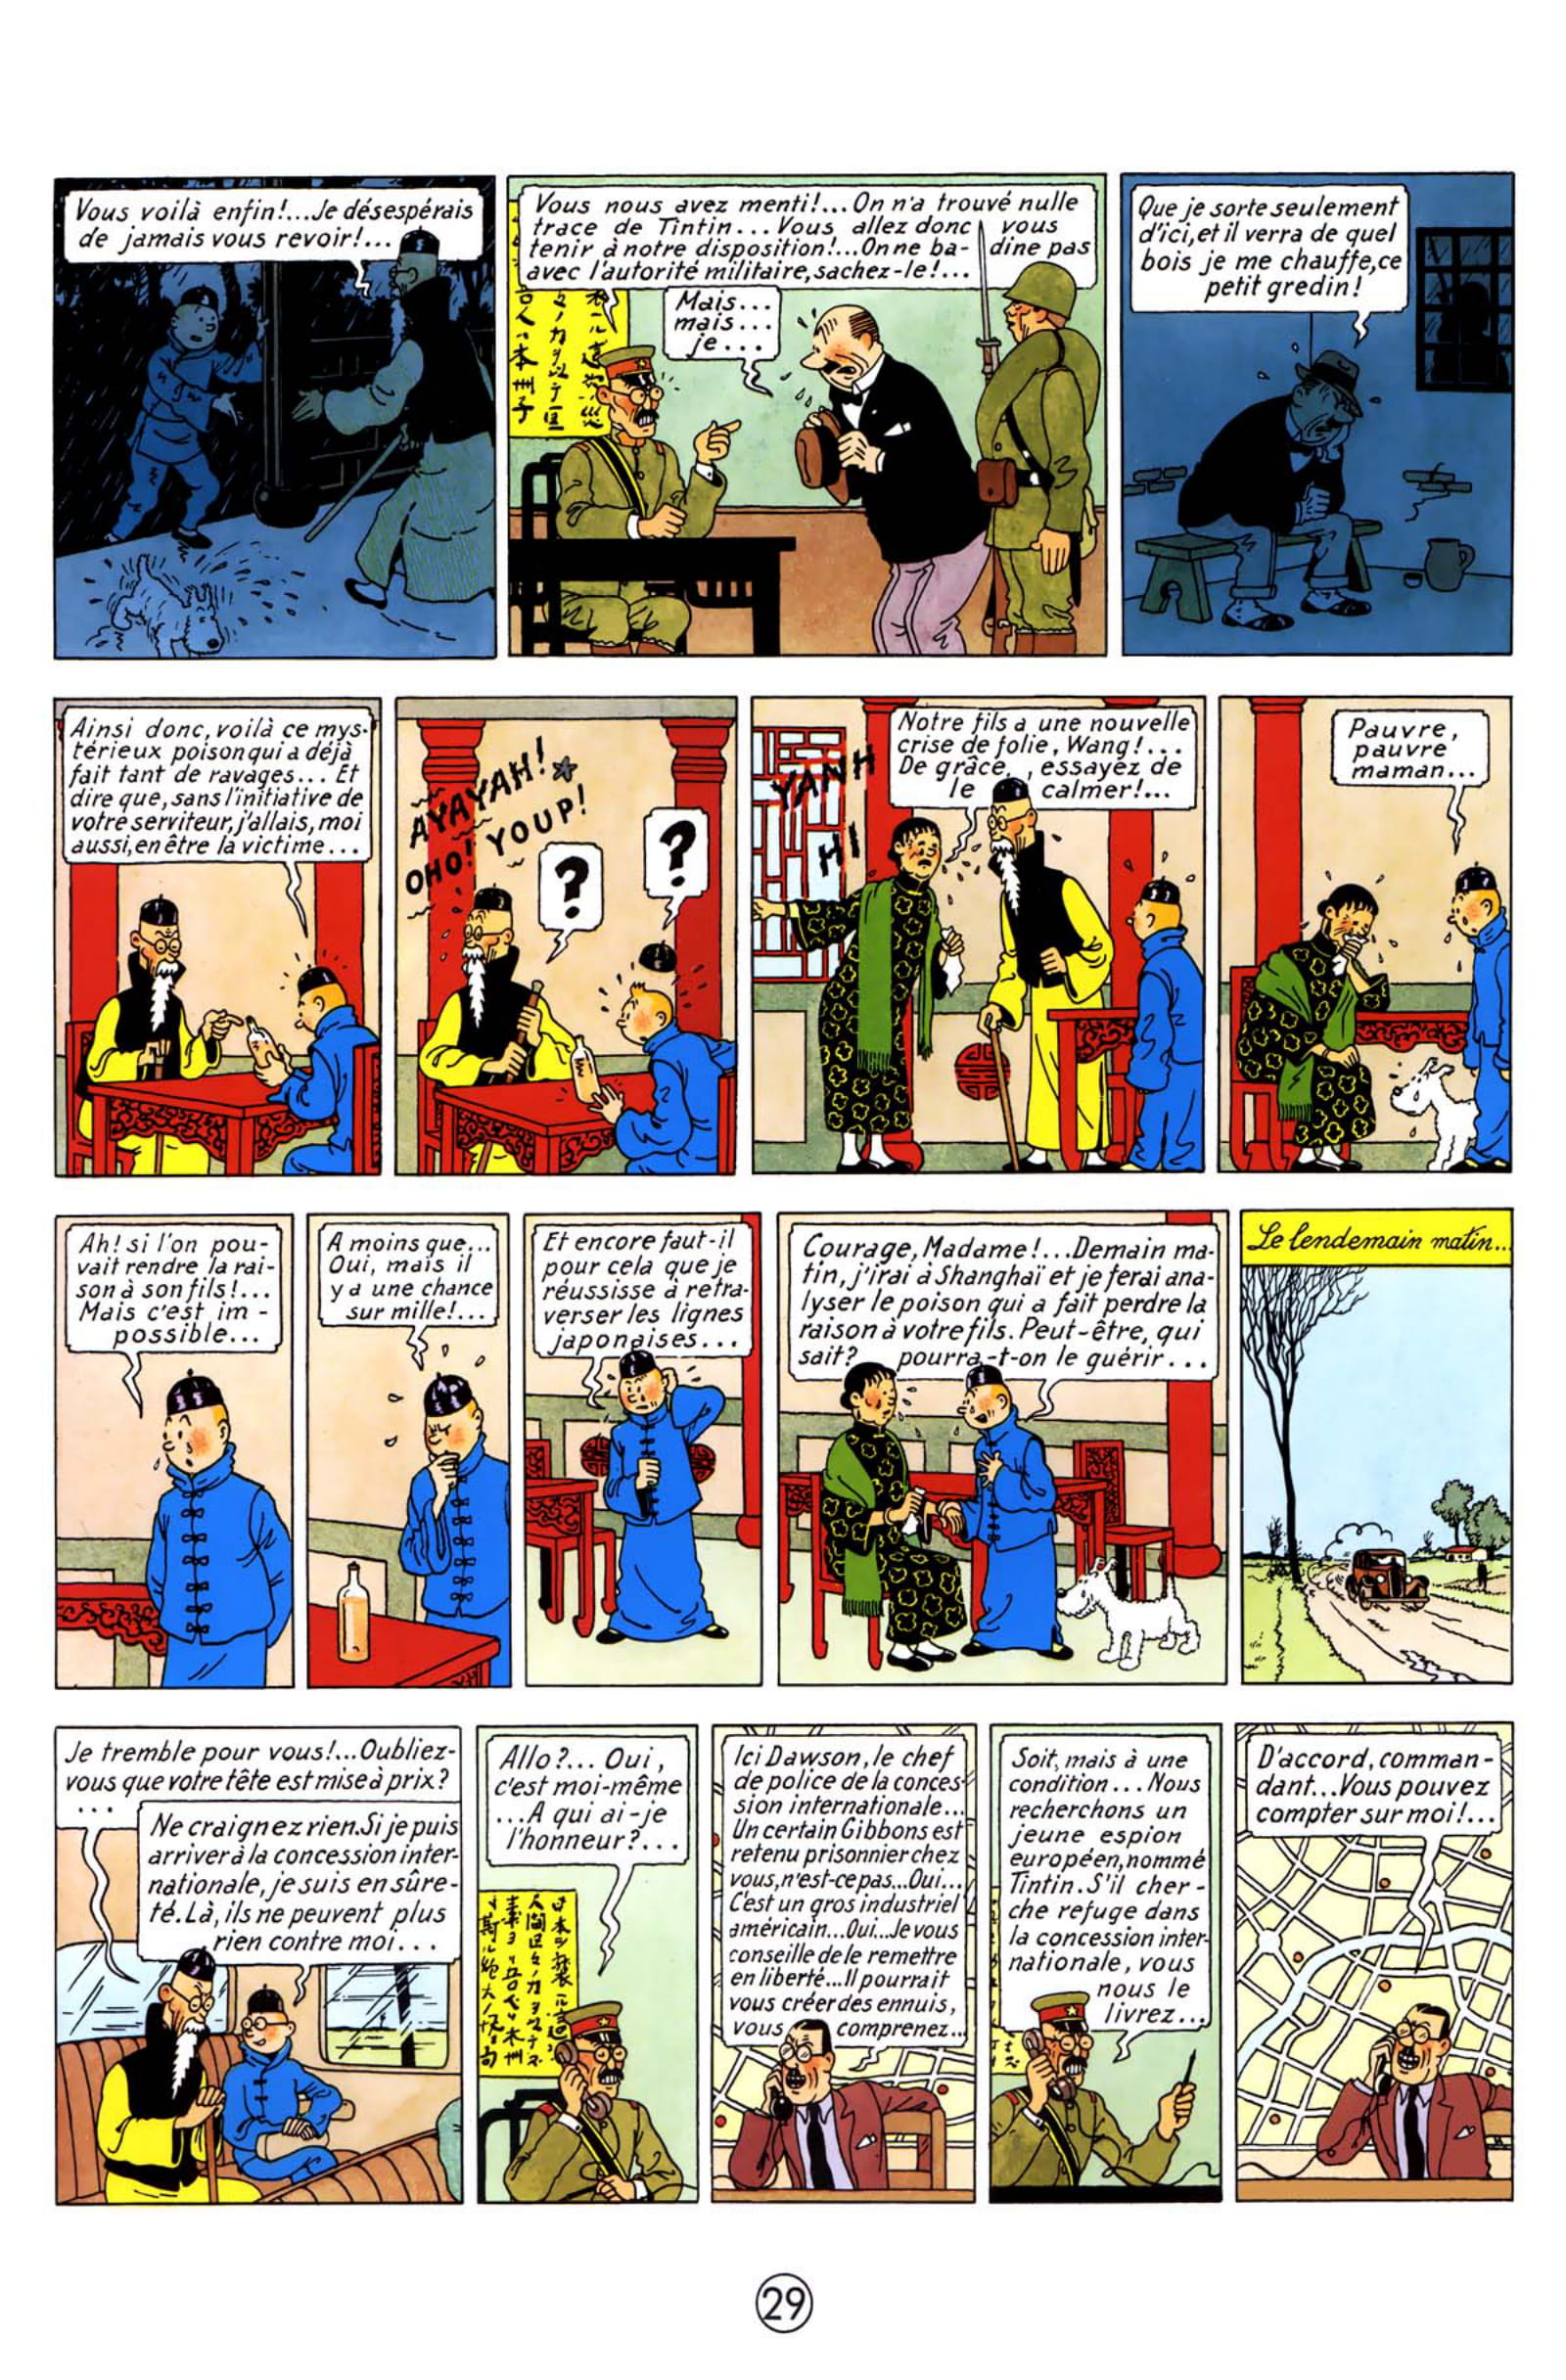 Vous voilà enfin!...Je désespérais
de jamais vous revoir!...
Vous nous avez menti!...On n'a trouvé nulle
trace de Tintin...Vous allez donc vous
tenir à notre disposition!...On ne ba- dine pas
avec l'autorité militaire, sachez-le!...
Mais...
mais...
je...
Que je sorte seulement
d'ici, et il verra de quel
bois je me chauffe, ce
petit gredin!
Ainsi donc, voilà ce mys-
térieux poison qui a déjà
fait tant de ravages... Et
dire que, sans l'initiative de
votre serviteur, j'allais, moi
aussi, en être la victime...
AYAYAH!
OHO! YOUP!
?
?
YANH
HI
Notre fils a une nouvelle
crise de folie, Wang!...
De grâce, essayez de
le calmer!...
Pauvre,
pauvre
maman...
Ah! si l'on pou-
vait rendre la rai-
son à son fils!...
Mais c'est im-
possible...
A moins que...
Oui, mais il
y a une chance
sur mille!...
Et encore faut-il
pour cela que je
réussisse à retra-
verser les lignes
japonaises...
Courage, Madame!...Demain ma-
tin, j'irai à Shanghaï et je ferai ana-
lyser le poison qui a fait perdre la
raison à votre fils. Peut-être, qui
sait? pourra-t-on le guérir...
Le lendemain matin...
Je tremble pour vous!...Oubliez-
vous que votre tête est mise à prix?
...
Ne craignez rien. Si je puis
arriver à la concession inter-
nationale, je suis en sûre-
té. Là, ils ne peuvent plus
rien contre moi...
Allo?... Oui,
c'est moi-même
...A qui ai-je
l'honneur?...
Ici Dawson, le chef
de police de la conces-
sion internationale...
Un certain Gibbons est
retenu prisonnier chez
vous, n'est-ce pas...Oui...
C'est un gros industriel
américain...Oui...Je vous
conseille de le remettre
en liberté...Il pourrait
vous créer des ennuis,
vous comprenez...
Soit, mais à une
condition...Nous
recherchons un
jeune espion
européen, nommé
Tintin. S'il cher-
che refuge dans
la concession inter-
nationale, vous
nous le
livrez...
D'accord, comman-
dant...Vous pouvez
compter sur moi!...
29